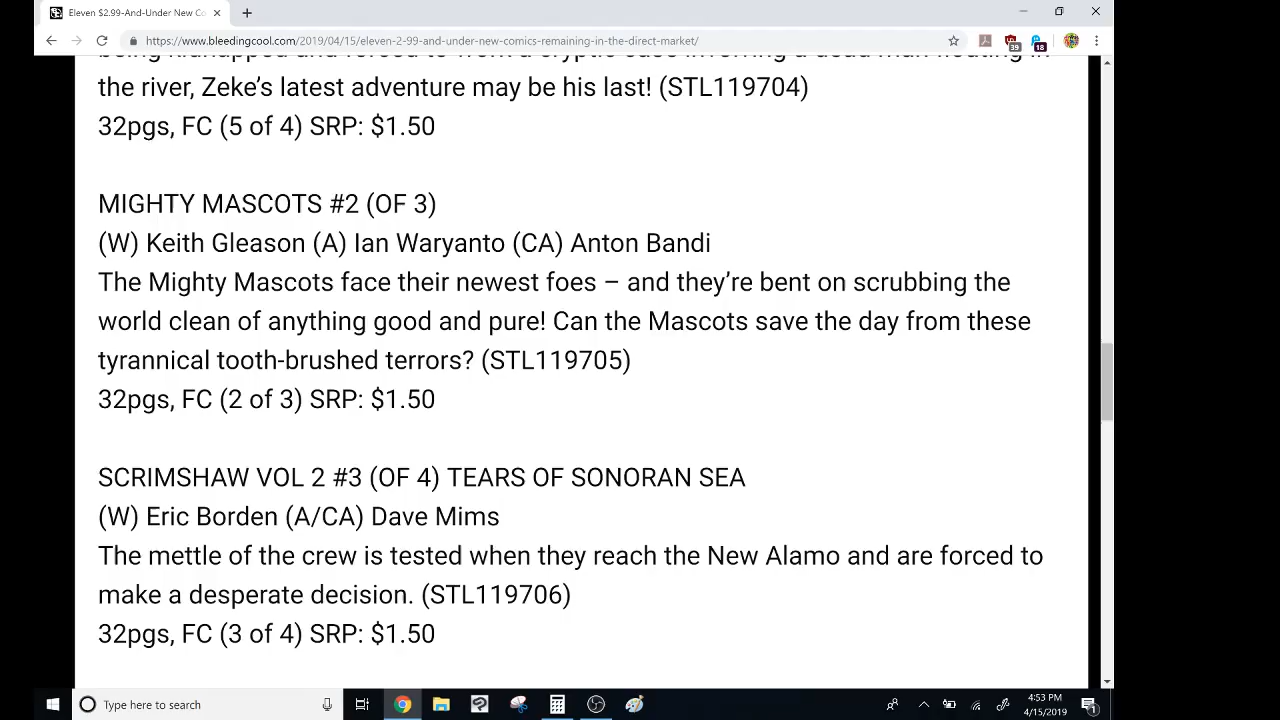 Eleven $2.99-And-Under New Co
https://www.bleedingcool.com/2019/04/15/eleven-2-99-and-under-new-comics-remaining-in-the-direct-market/
39
18
the river, Zeke's latest adventure may be his last! (STL119704)
32pgs, FC (5 of 4) SRP: $1.50
MIGHTY MASCOTS #2 (OF 3)
(W) Keith Gleason (A) Ian Waryanto (CA) Anton Bandi
The Mighty Mascots face their newest foes – and they're bent on scrubbing the
world clean of anything good and pure! Can the Mascots save the day from these
tyrannical tooth-brushed terrors? (STL119705)
32pgs, FC (2 of 3) SRP: $1.50
SCRIMSHAW VOL 2 #3 (OF 4) TEARS OF SONORAN SEA
(W) Eric Borden (A/CA) Dave Mims
The mettle of the crew is tested when they reach the New Alamo and are forced to
make a desperate decision. (STL119706)
32pgs, FC (3 of 4) SRP: $1.50
Type here to search
4:53 PM
4/15/2019
1